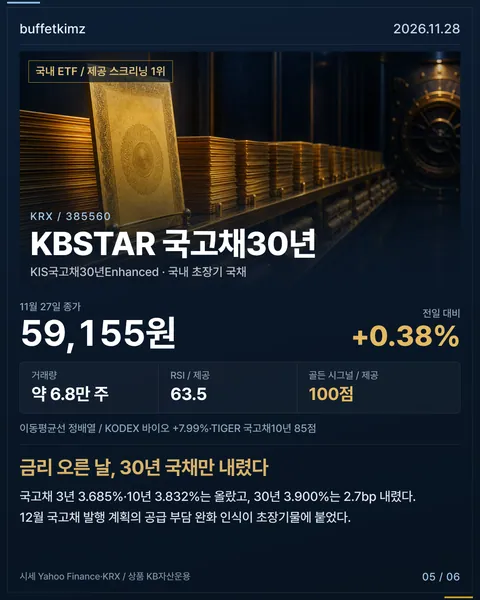 buffetkimz
2026.11.28
국내 ETF / 제공 스크리닝 1위
KRX / 385560
KBSTAR 국고채30년
KIS국고채30년Enhanced · 국내 초장기 국채
11월 27일 종가
59,155원
전일 대비
+0.38%
거래량
약 6.8만 주
RSI / 제공
63.5
골든 시그널 / 제공
100점
이동평균선 정배열 / KODEX 바이오 +7.99%·TIGER 국고채10년 85점
금리 오른 날, 30년 국채만 내렸다
국고채 3년 3.685%·10년 3.832%는 올랐고, 30년 3.900%는 2.7bp 내렸다.
12월 국고채 발행 계획의 공급 부담 완화 인식이 초장기물에 붙었다.
시세 Yahoo Finance·KRX / 상품 KB자산운용
05 / 06